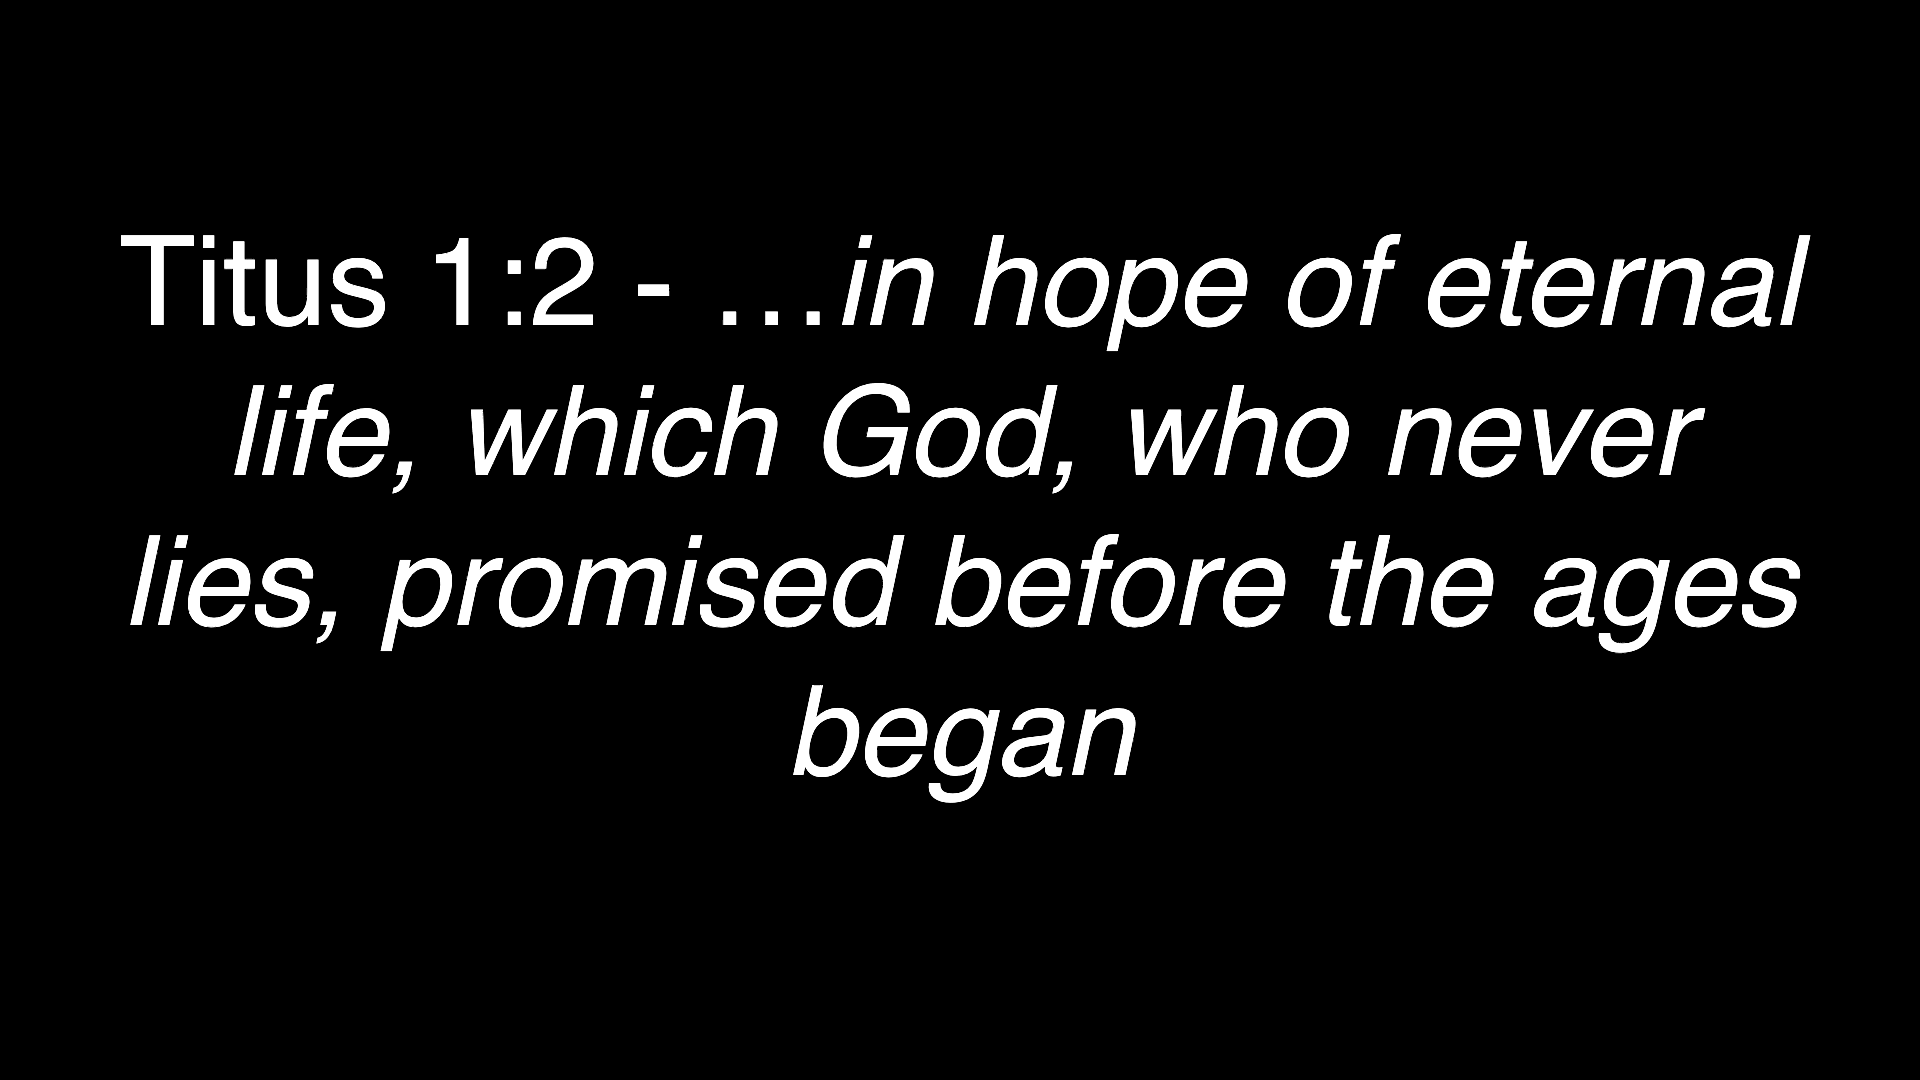 Titus 1:2 - …in hope of eternal
life, which God, who never
lies, promised before the ages
began